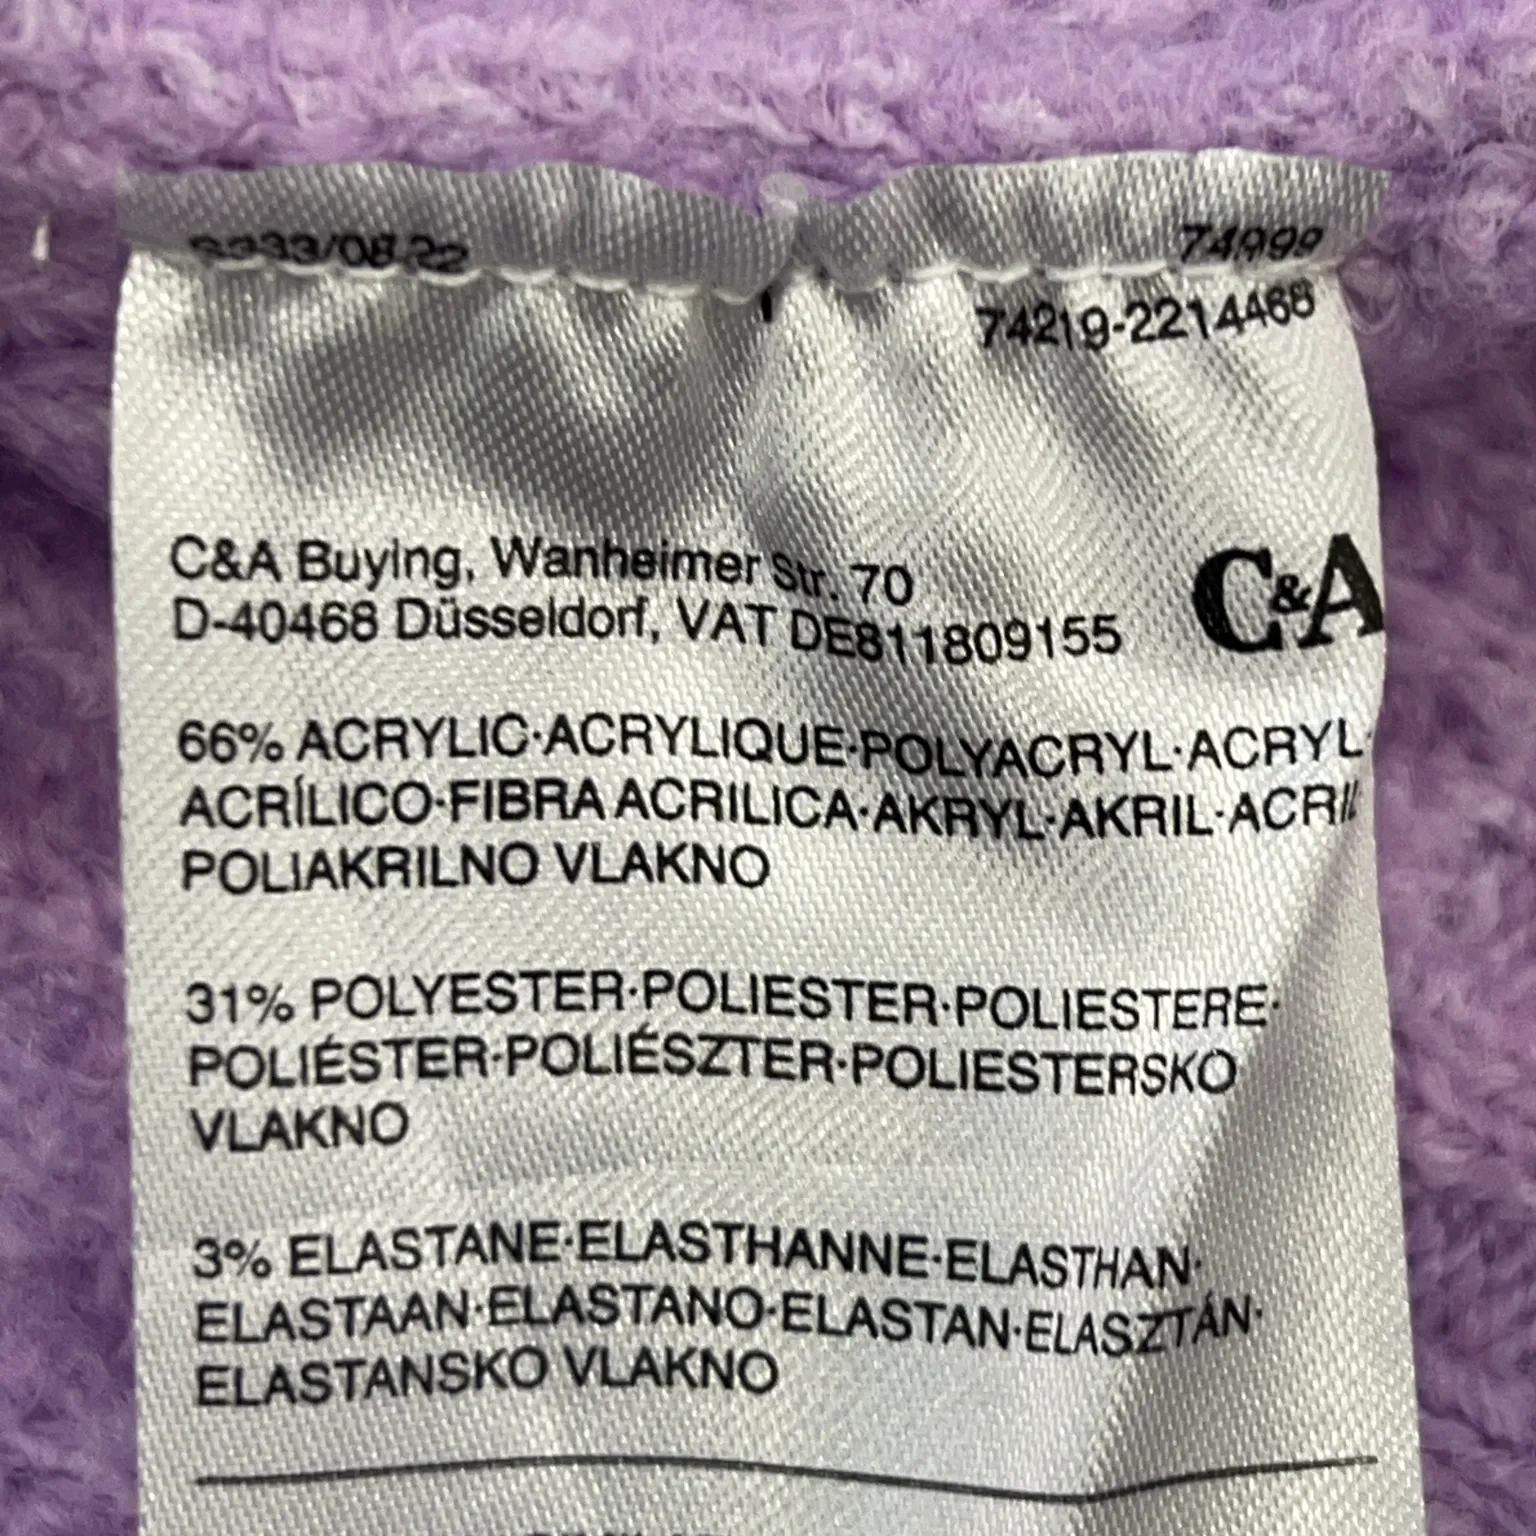 74219-2214468
C&A Buying, Wanheimer Str. 70
D-40468 Düsseldorf, VAT DE811809155
C&A
66% ACRYLIC·ACRYLIQUE·POLYACRYL·ACRYL·
ACRÍLICO·FIBRA ACRILICA·AKRYL·AKRIL·ACRIL
POLIAKRILNO VLAKNO
31% POLYESTER·POLIESTER·POLIESTERE·
POLIÉSTER·POLIÉSZTER·POLIESTERSKO
VLAKNO
3% ELASTANE·ELASTHANNE·ELASTHAN·
ELASTAAN·ELASTANO·ELASTAN·ELASZTÁN·
ELASTANSKO VLAKNO